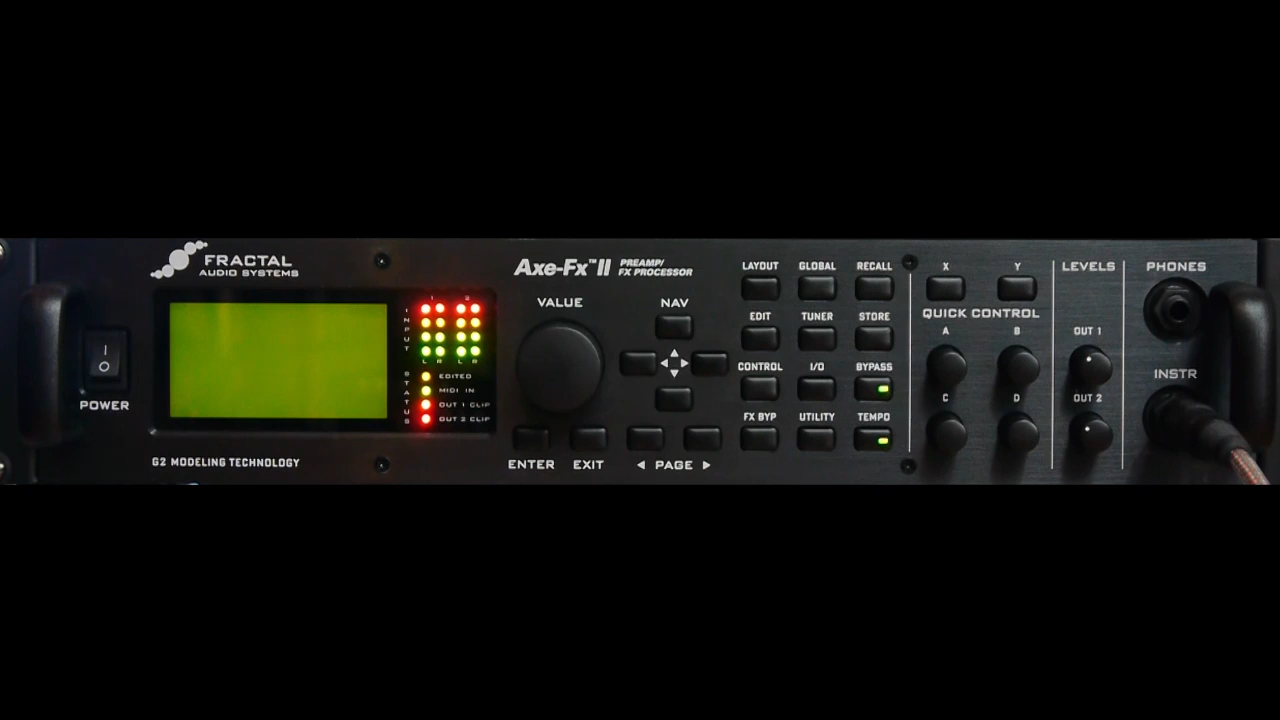 FRACTAL
AUDIO SYSTEMS
Axe-Fx™II PREAMP/
FX PROCESSOR
VALUE
NAV
POWER
1 2
INPUT
L R L R
STATUS
EDITED
MIDI IN
OUT 1 CLIP
OUT 2 CLIP
G2 MODELING TECHNOLOGY
ENTER EXIT ◀ PAGE ▶
LAYOUT GLOBAL RECALL
EDIT TUNER STORE
CONTROL I/O BYPASS
FX BYP UTILITY TEMPO
X Y
QUICK CONTROL
A B
C D
LEVELS
OUT 1
OUT 2
PHONES
INSTR